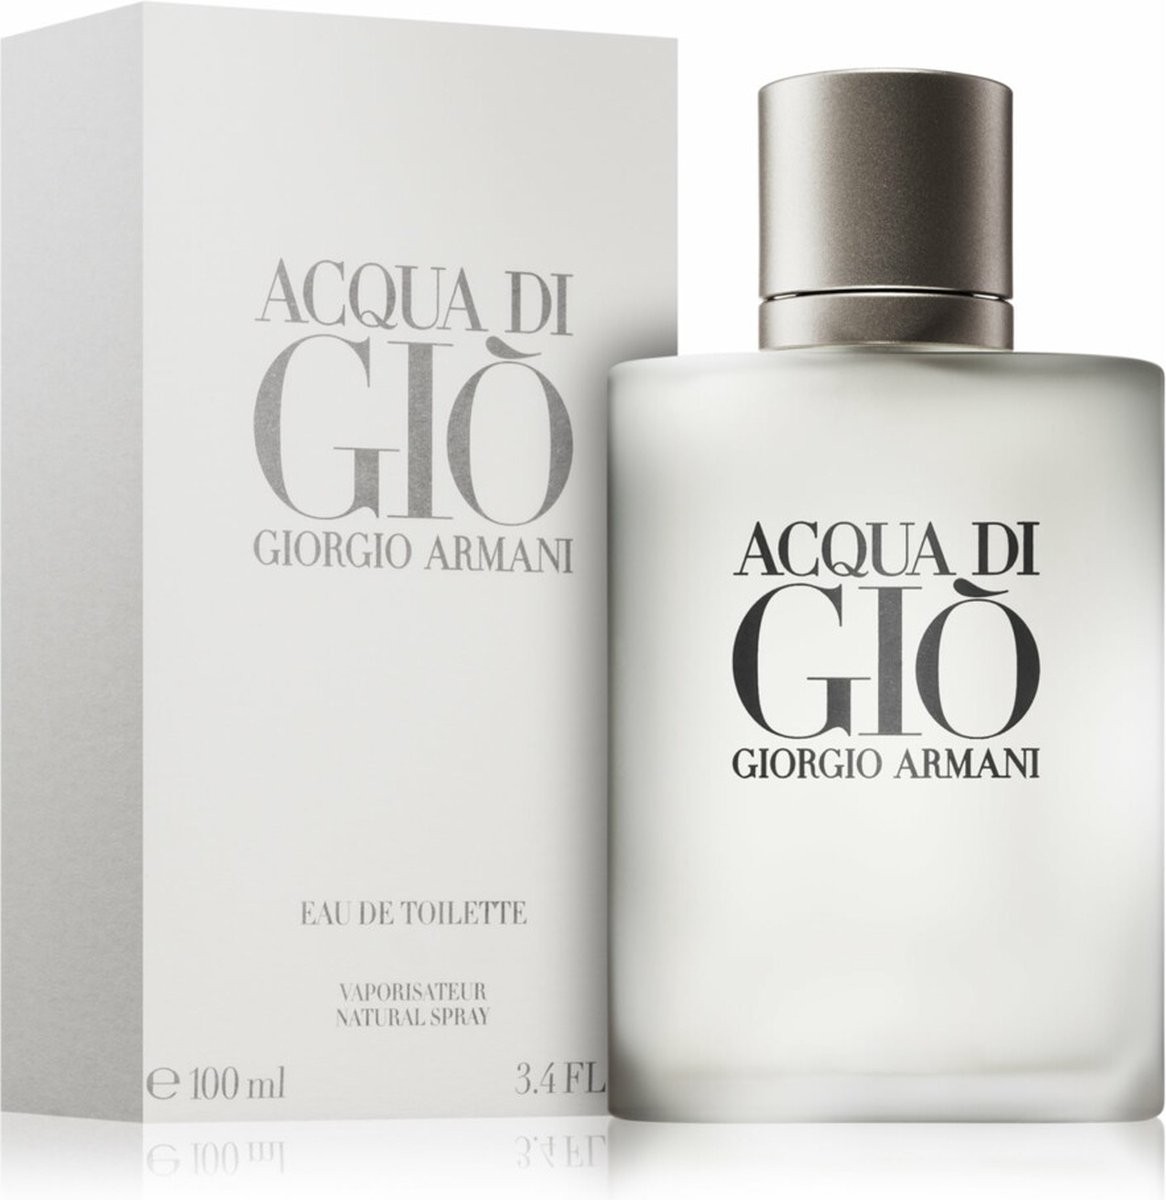 ACQUA DI
GIÒ
GIORGIO ARMANI
EAU DE TOILETTE
VAPORISATEUR
NATURAL SPRAY
℮ 100 ml
3.4 FL
ACQUA DI
GIÒ
GIORGIO ARMANI